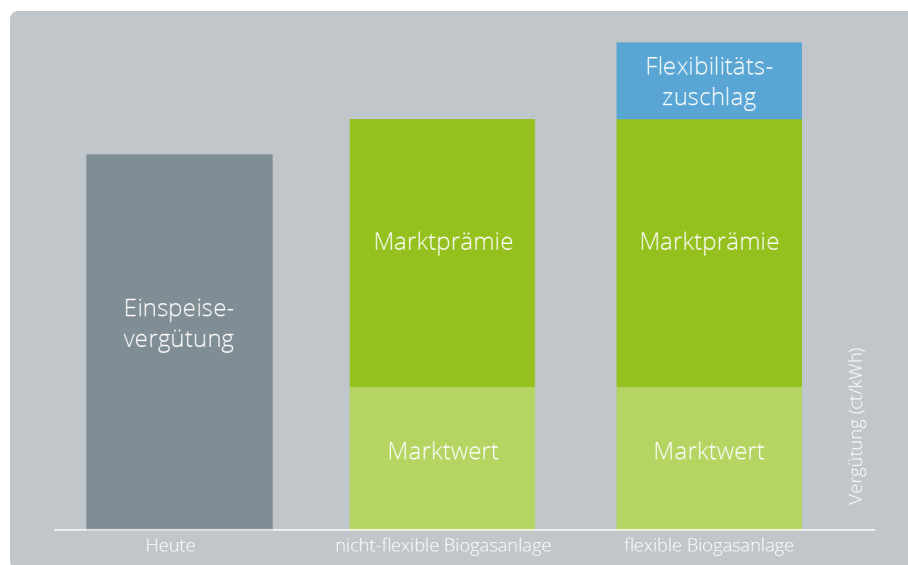 Flexibilitäts-
zuschlag
Marktprämie
Marktprämie
Einspeise-
vergütung
Marktwert
Marktwert
Vergütung (ct/kWh)
Heute
nicht-flexible Biogasanlage
flexible Biogasanlage